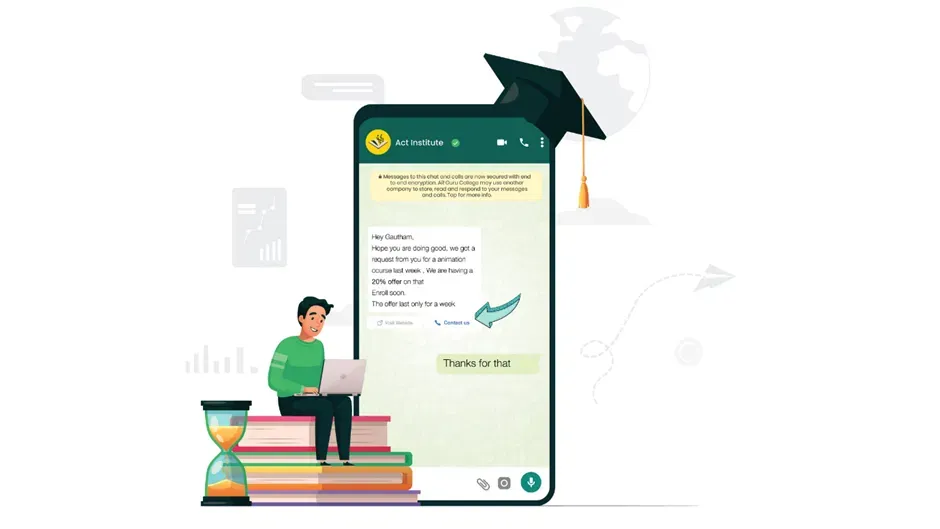 Act Institute
Messages to this chat and calls are now secured with end
to end encryption. AR Guru Collage may use another
company to store, read and respond to your messages
and calls. Tap for more info.
Hey Gautham,
Hope you are doing good, we got a
request from you for a animation
course last week , We are having a
20% offer on that
Enroll soon.
The offer last only for a week
Visit Website
Contact us
Thanks for that